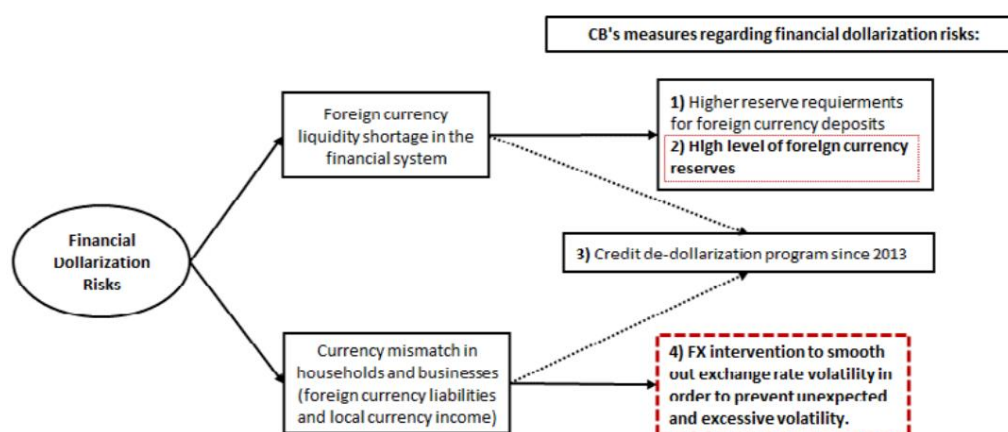 CB's measures regarding financial dollarization risks:
Foreign currency
liquidity shortage in the
financial system
1) Higher reserve requierments
for foreign currency deposits
2) High level of foreign currency
reserves
Financial
Dollarization
Risks
3) Credit de-dollarization program since 2013
Currency mismatch in
households and businesses
(foreign currency liabilities
and local currency income)
4) FX intervention to smooth
out exchange rate volatility in
order to prevent unexpected
and excessive volatility.